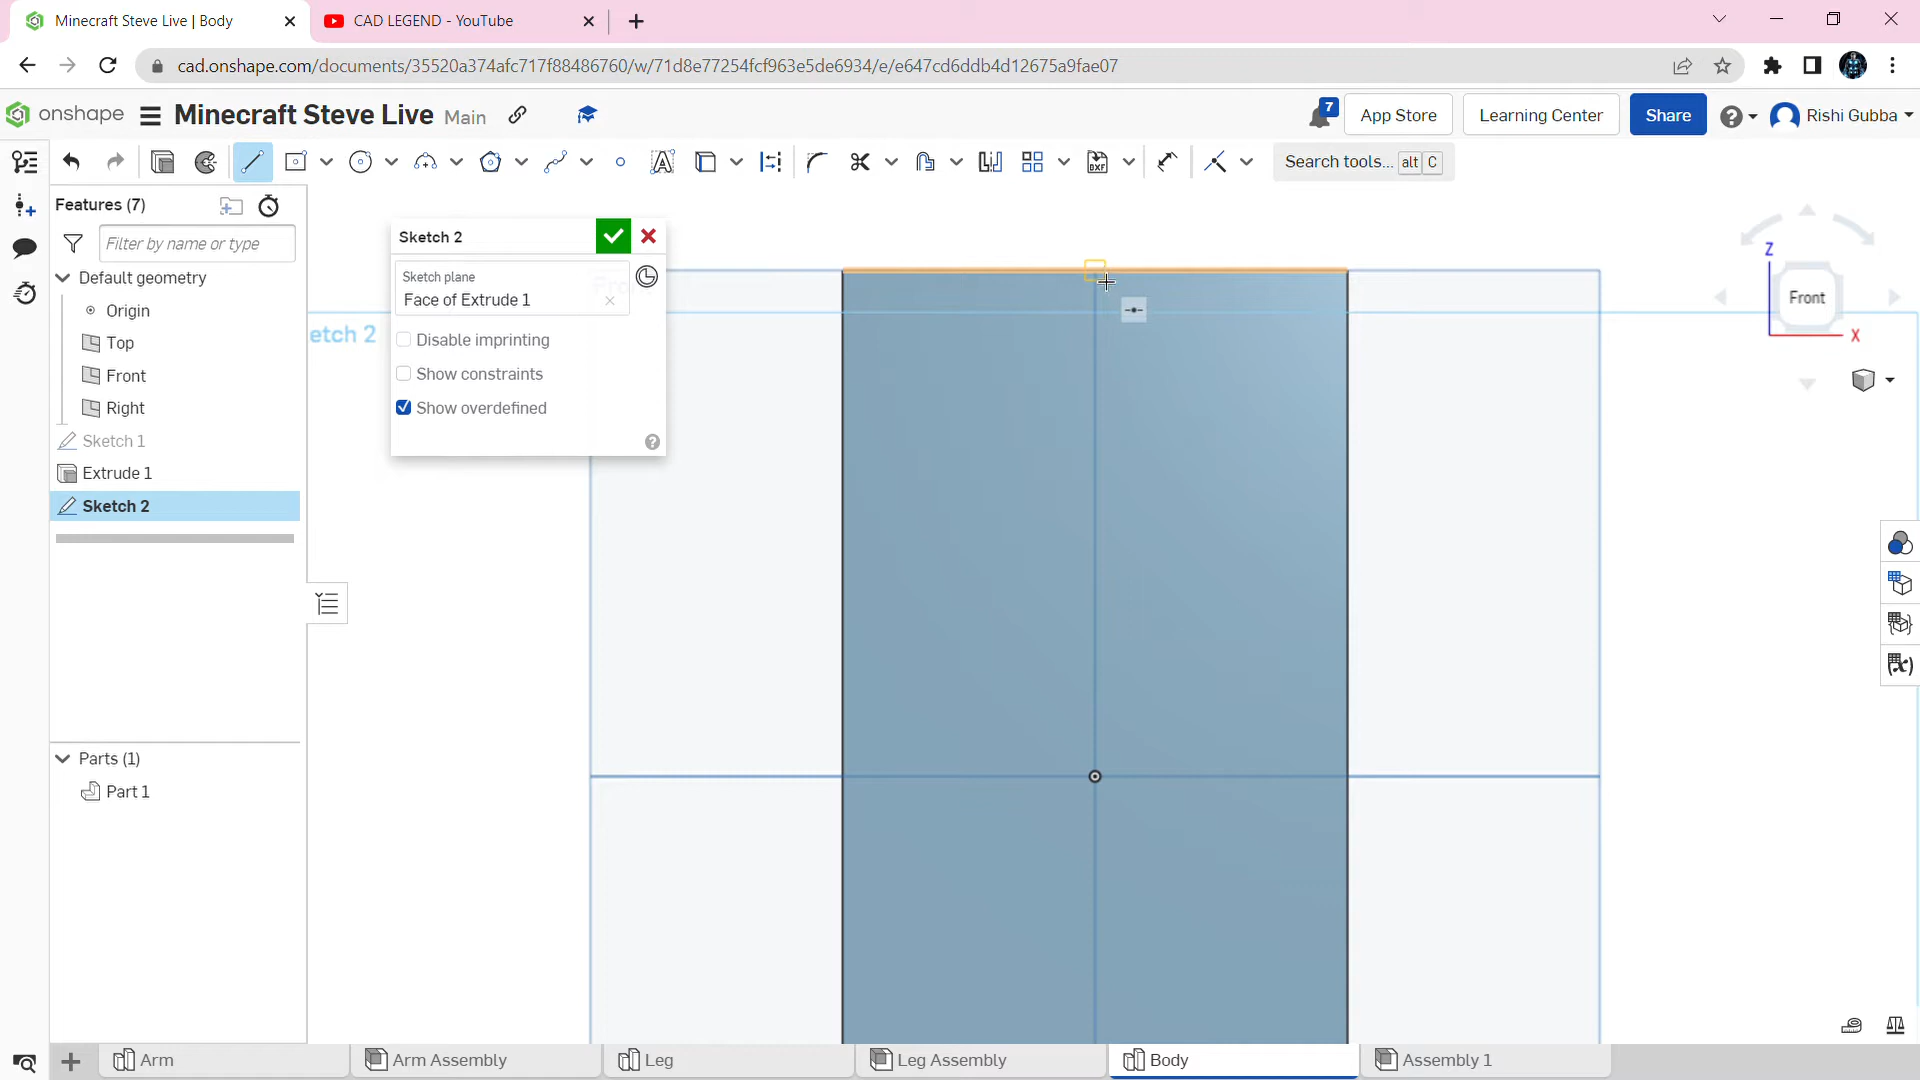 Minecraft Steve Live | Body
CAD LEGEND - YouTube
cad.onshape.com/documents/35520a374afc717f88486760/w/71d8e77254fcf963e5de6934/e/e647cd6ddb4d12675a9fae07
onshape
Minecraft Steve Live
Main
7
App Store
Learning Center
Share
Rishi Gubba
DXF
Search tools...
alt
C
Features (7)
Filter by name or type
Default geometry
Origin
Top
Front
Right
Sketch 1
Extrude 1
Sketch 2
Sketch 2
Sketch plane
Face of Extrude 1
Disable imprinting
Show constraints
Show overdefined
etch 2
Z
Front
X
Parts (1)
Part 1
Arm
Arm Assembly
Leg
Leg Assembly
Body
Assembly 1